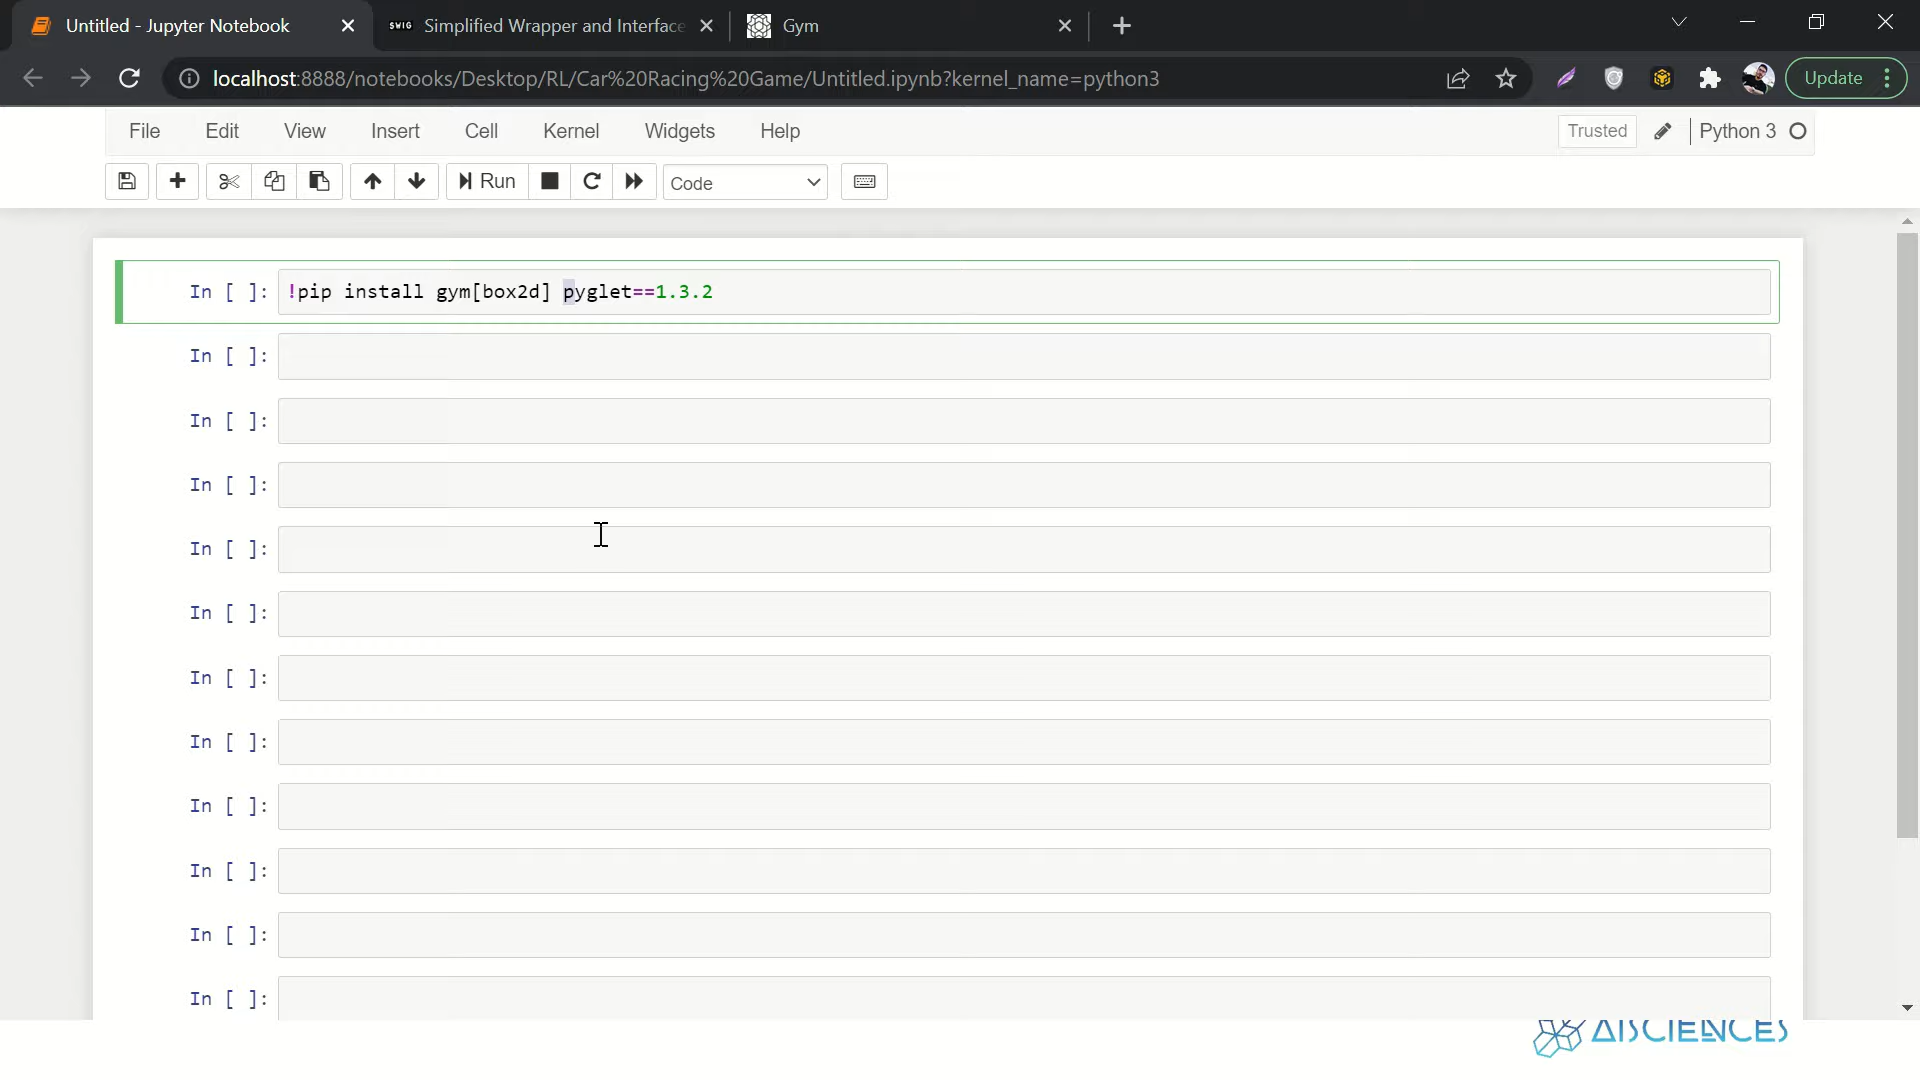 Untitled - Jupyter Notebook
SWIG Simplified Wrapper and Interface
Gym
localhost:8888/notebooks/Desktop/RL/Car%20Racing%20Game/Untitled.ipynb?kernel_name=python3
Update
File Edit View Insert Cell Kernel Widgets Help
Trusted
Python 3
Run
Code
In [ ]: !pip install gym[box2d] pyglet==1.3.2
In [ ]:
In [ ]:
In [ ]:
In [ ]:
In [ ]:
In [ ]:
In [ ]:
In [ ]:
In [ ]:
In [ ]:
In [ ]:
AISCIENCES